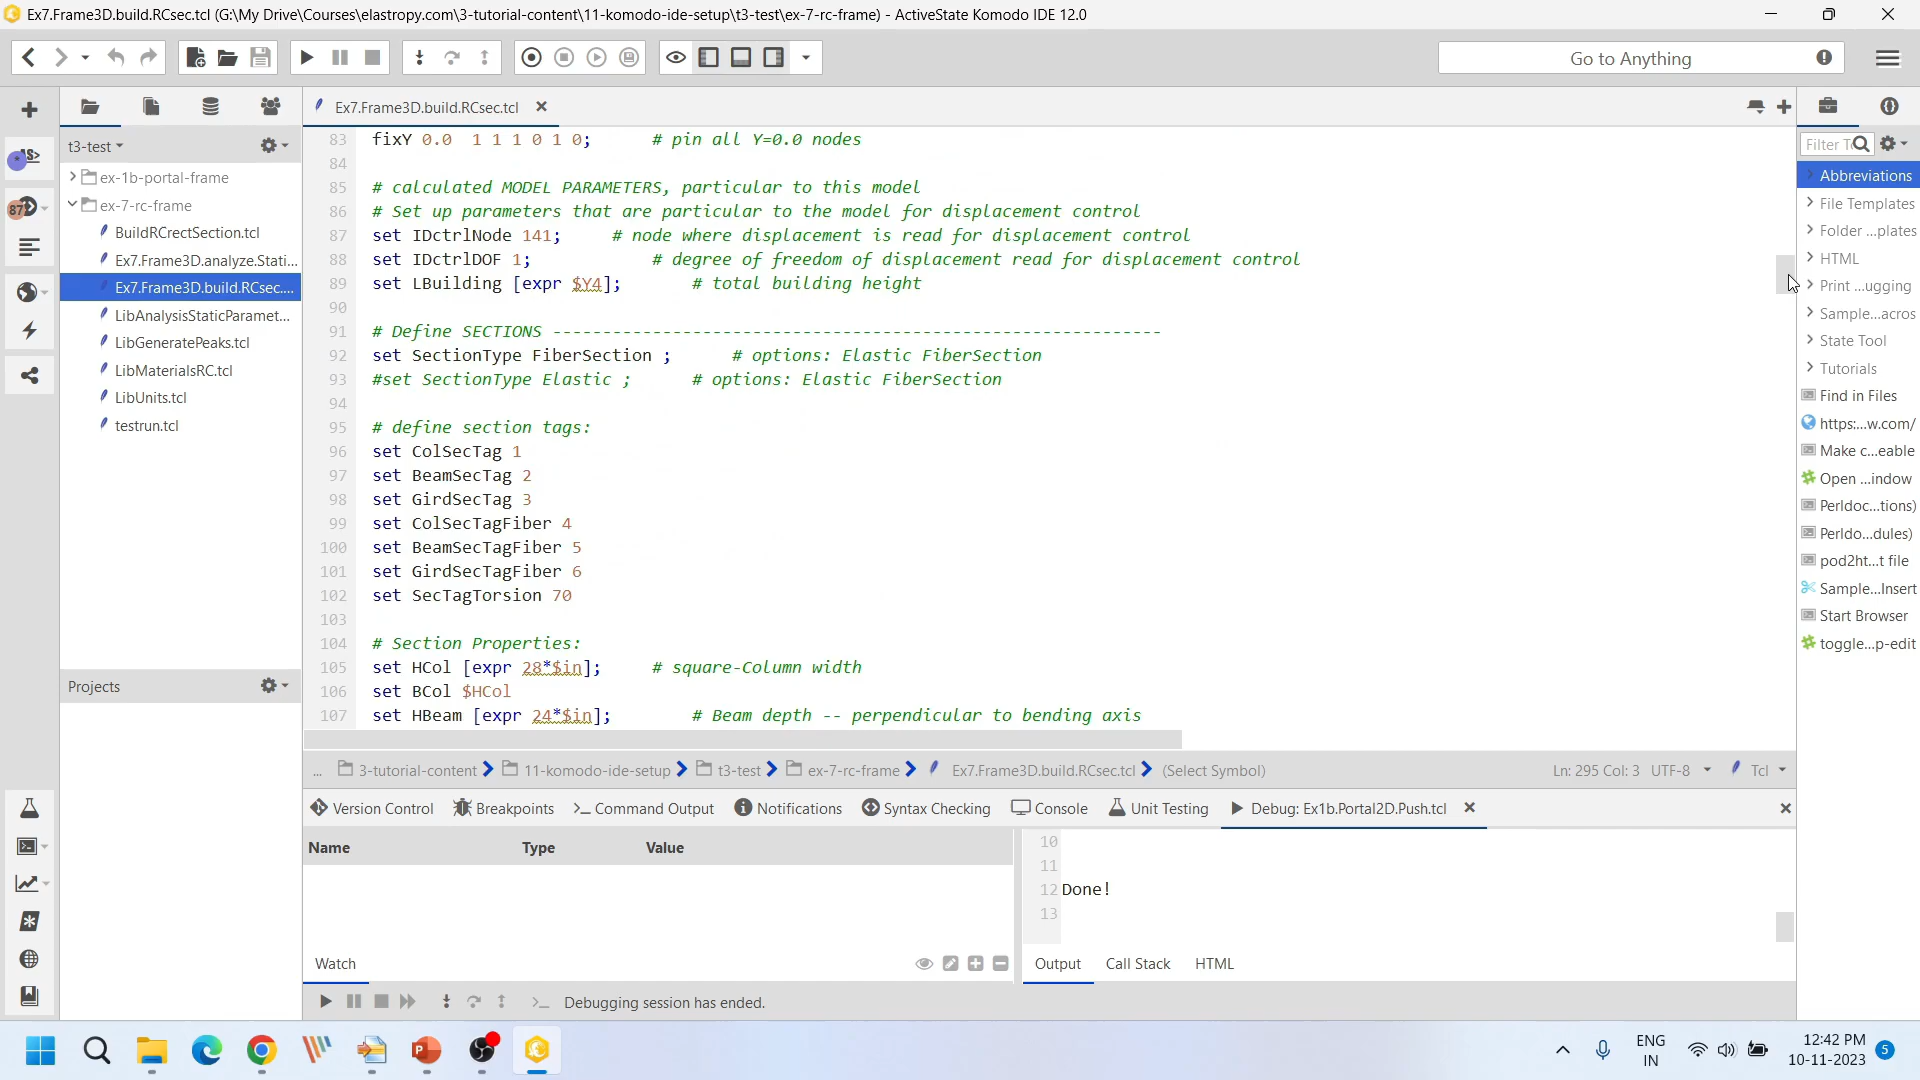 Ex7.Frame3D.build.RCsec.tcl (G:\My Drive\Courses\elastropy.com\3-tutorial-content\11-komodo-ide-setup\t3-test\ex-7-rc-frame) - ActiveState Komodo IDE 12.0
Go to Anything
Ex7.Frame3D.build.RCsec.tcl
t3-test
Filter T
ex-1b-portal-frame
ex-7-rc-frame
BuildRCrectSection.tcl
Ex7.Frame3D.analyze.Stati...
Ex7.Frame3D.build.RCsec....
LibAnalysisStaticParamet...
LibGeneratePeaks.tcl
LibMaterialsRC.tcl
LibUnits.tcl
testrun.tcl
Projects
87
83 fixY 0.0 1 1 1 0 1 0; # pin all Y=0.0 nodes
84
85 # calculated MODEL PARAMETERS, particular to this model
86 # Set up parameters that are particular to the model for displacement control
87 set IDctrlNode 141; # node where displacement is read for displacement control
88 set IDctrlDOF 1; # degree of freedom of displacement read for displacement control
89 set LBuilding [expr $Y4]; # total building height
90
91 # Define SECTIONS -------------------------------------------------------------
92 set SectionType FiberSection ; # options: Elastic FiberSection
93 #set SectionType Elastic ; # options: Elastic FiberSection
94
95 # define section tags:
96 set ColSecTag 1
97 set BeamSecTag 2
98 set GirdSecTag 3
99 set ColSecTagFiber 4
100 set BeamSecTagFiber 5
101 set GirdSecTagFiber 6
102 set SecTagTorsion 70
103
104 # Section Properties:
105 set HCol [expr 28*$in]; # square-Column width
106 set BCol $HCol
107 set HBeam [expr 24*$in]; # Beam depth -- perpendicular to bending axis
Abbreviations
File Templates
Folder ...plates
HTML
Print ...ugging
Sample...acros
State Tool
Tutorials
Find in Files
https:...w.com/
Make c...eable
Open ...indow
Perldoc...tions)
Perldo...dules)
pod2ht...t file
Sample...Insert
Start Browser
toggle...p-edit
... 3-tutorial-content 11-komodo-ide-setup t3-test ex-7-rc-frame Ex7.Frame3D.build.RCsec.tcl (Select Symbol) Ln: 295 Col: 3 UTF-8 Tcl
Version Control Breakpoints Command Output Notifications Syntax Checking Console Unit Testing Debug: Ex1b.Portal2D.Push.tcl
Name Type Value
10
11
12 Done!
13
Watch
Output Call Stack HTML
Debugging session has ended.
ENG
IN
12:42 PM
10-11-2023
5